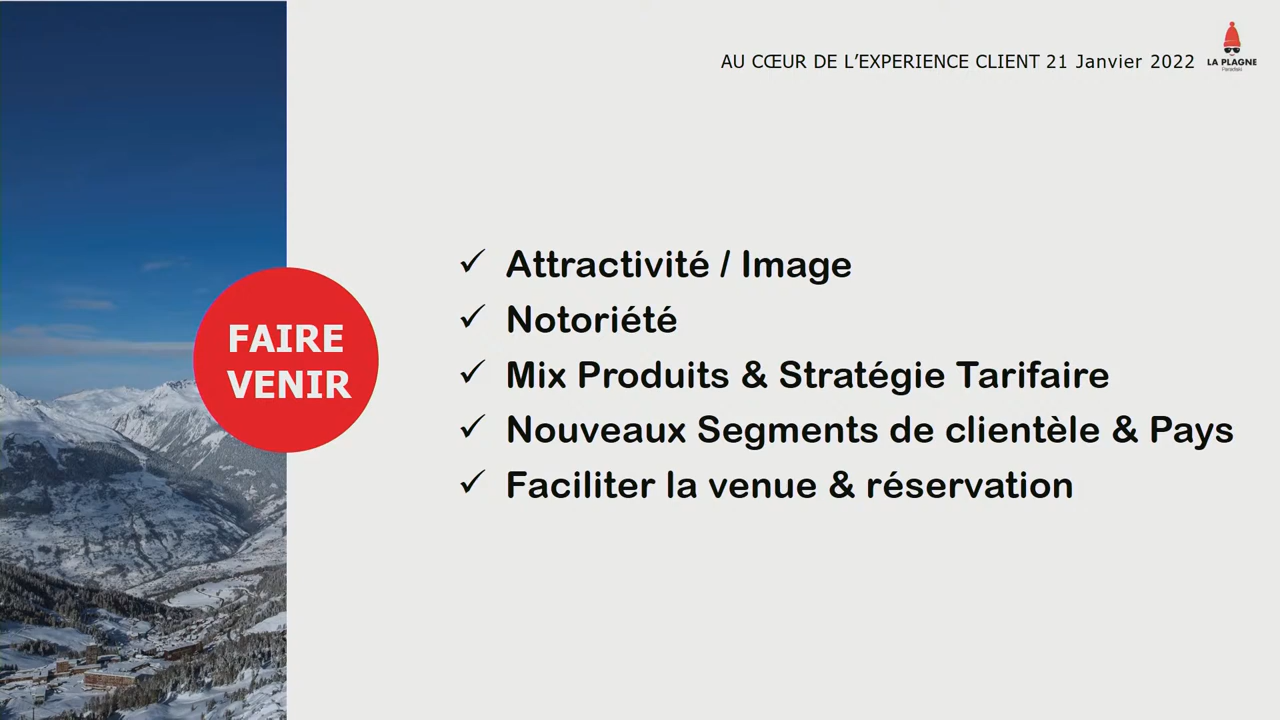 AU CŒUR DE L'EXPERIENCE CLIENT 21 Janvier 2022
LA PLAGNE
Paradiski
FAIRE
VENIR
✓ Attractivité / Image
✓ Notoriété
✓ Mix Produits & Stratégie Tarifaire
✓ Nouveaux Segments de clientèle & Pays
✓ Faciliter la venue & réservation